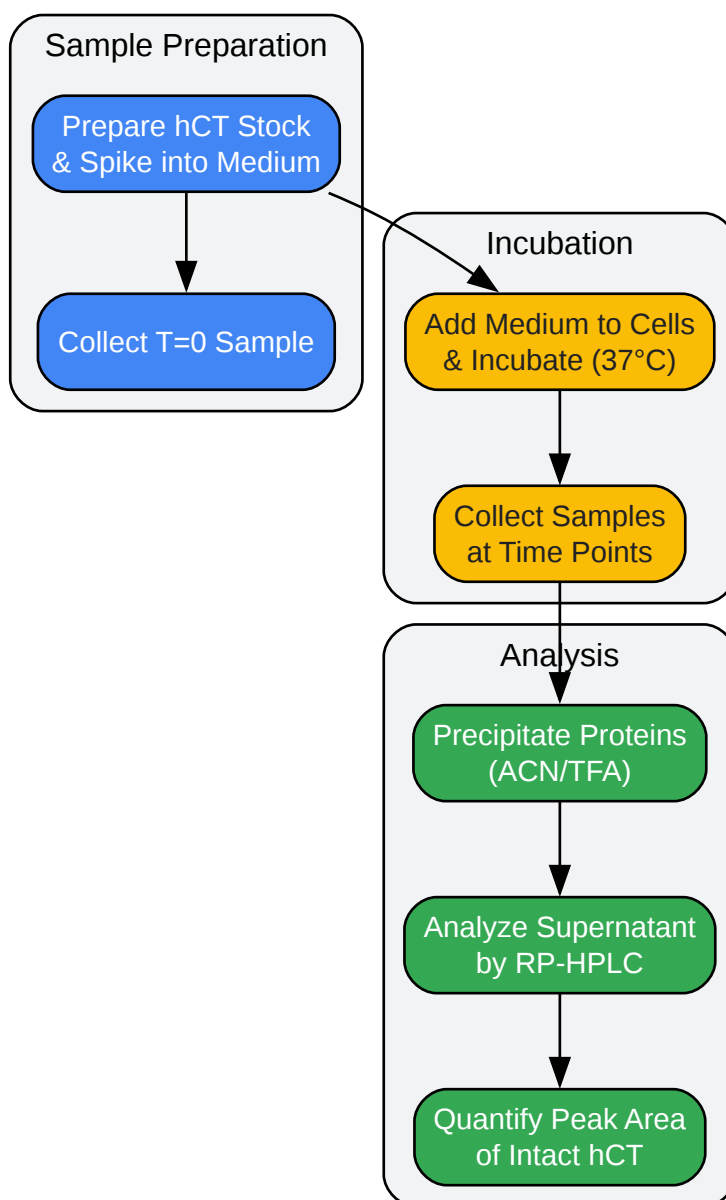 Sample Preparation
Prepare hCT Stock
& Spike into Medium
Collect T=0 Sample
Incubation
Add Medium to Cells
& Incubate (37°C)
Collect Samples
at Time Points
Analysis
Precipitate Proteins
(ACN/TFA)
Analyze Supernatant
by RP-HPLC
Quantify Peak Area
of Intact hCT